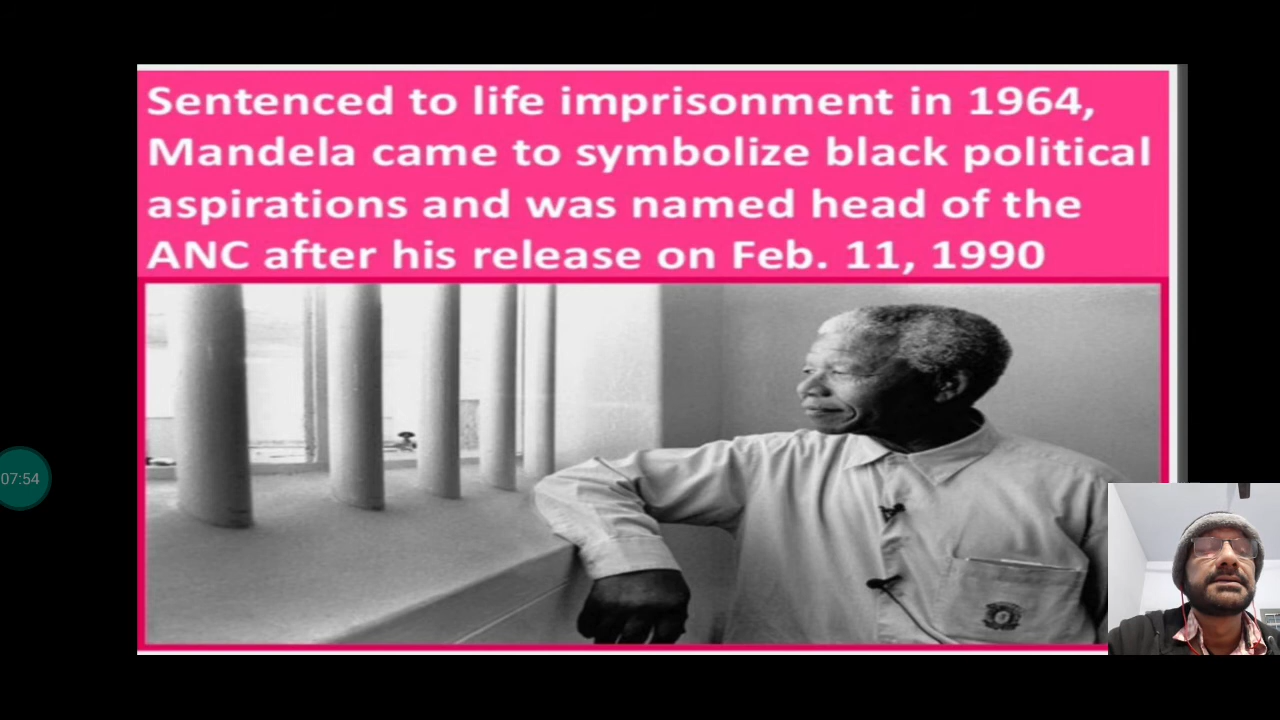 Sentenced to life imprisonment in 1964,
Mandela came to symbolize black political
aspirations and was named head of the
ANC after his release on Feb. 11, 1990
07:54